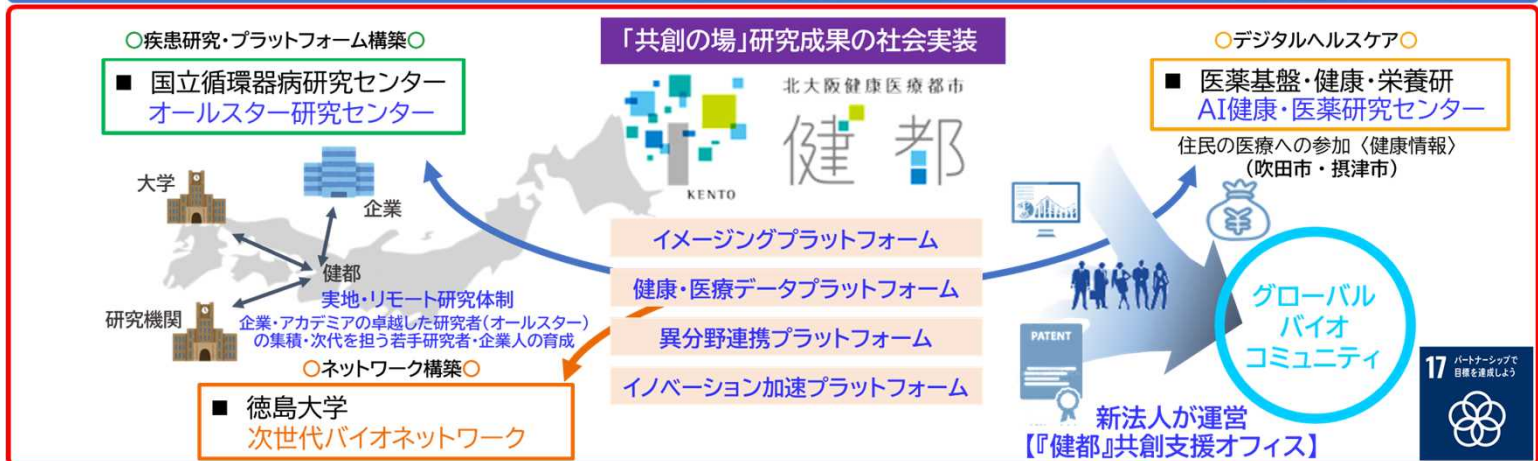 「共創の場」研究成果の社会実装
〇疾患研究・プラットフォーム構築〇
■ 国立循環器病研究センター
オールスター研究センター
大学
企業
健都
研究機関
実地・リモート研究体制
企業・アカデミアの卓越した研究者(オールスター)
の集積・次代を担う若手研究者・企業人の育成
〇ネットワーク構築〇
■ 徳島大学
次世代バイオネットワーク
北大阪健康医療都市
健都
KENTO
イメージングプラットフォーム
健康・医療データプラットフォーム
異分野連携プラットフォーム
イノベーション加速プラットフォーム
〇デジタルヘルスケア〇
■ 医薬基盤・健康・栄養研
AI健康・医薬研究センター
住民の医療への参加〈健康情報〉
(吹田市・摂津市)
¥
PATENT
グローバル
バイオ
コミュニティ
新法人が運営
【『健都』共創支援オフィス】
17 パートナーシップで
目標を達成しよう